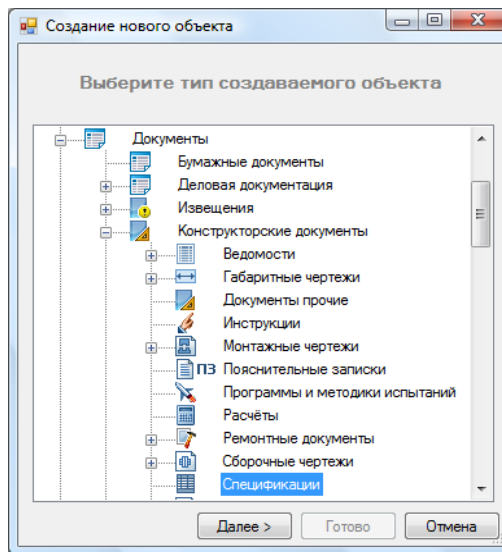 Создание нового объекта
Выберите тип создаваемого объекта
Документы
Бумажные документы
Деловая документация
Извещения
Конструкторские документы
Ведомости
Габаритные чертежи
Документы прочие
Инструкции
Монтажные чертежи
ПЗ Пояснительные записки
Программы и методики испытаний
Расчёты
Ремонтные документы
Сборочные чертежи
Спецификации
Далее > Готово Отмена